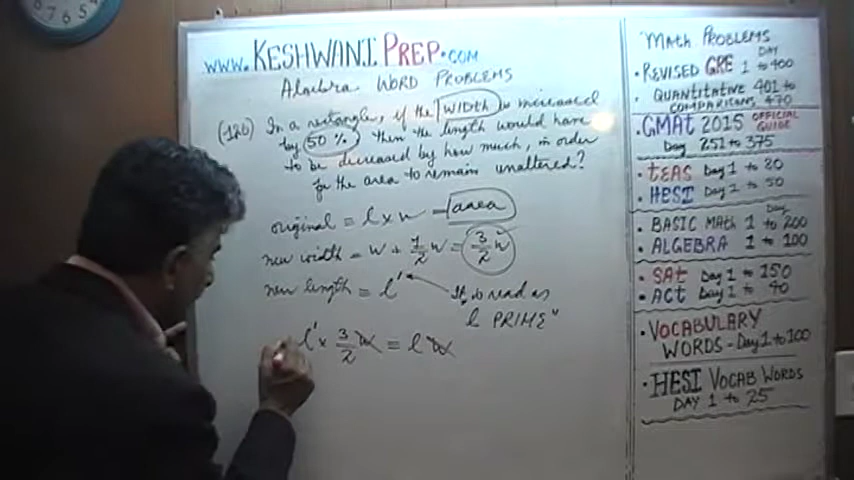 www.KESHWANIPREP.COM
Algebra WORD PROBLEMS
(126) In a rectangle, if the WIDTH is increased
by 50% then the length would have
to be decreased by how much, in order
for the area to remain unaltered?
original = l x w = area
new width = w + 1/2 w = 3/2 w
new length = l'
It is read as
l PRIME"
l' x 3/2 w = l w
Math PROBLEMS
DAY
• REVISED GRE 1 to 400
• QUANTITATIVE 401 to
COMPARISONS 470
• GMAT 2015 OFFICIAL
GUIDE
Day 251 to 375
• TEAS Day 1 to 20
• HESI Day 1 to 50
Day
• BASIC MATH 1 to 200
• ALGEBRA 1 to 100
• SAT Day 1 to 150
• ACT Day 1 to 40
• VOCABULARY
WORDS - Day 1 to 100
• HESI VOCAB WORDS
DAY 1 to 25
7 6 5